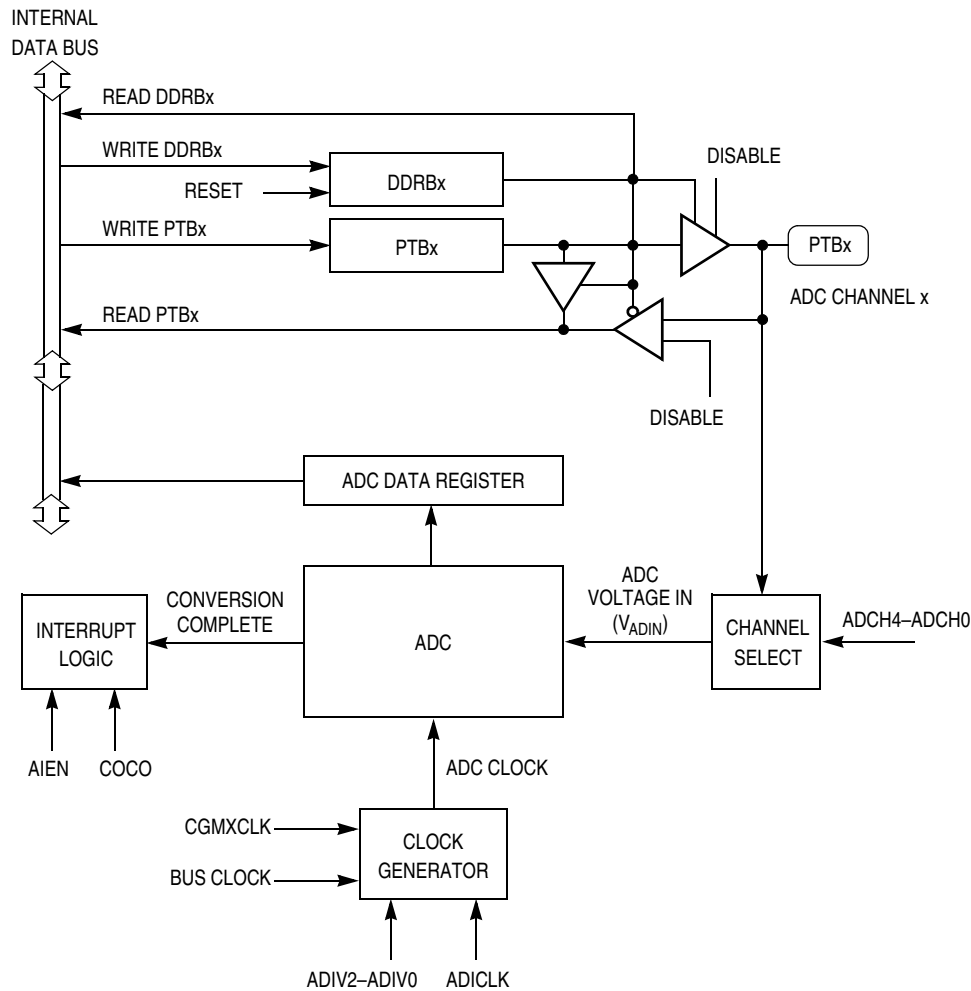 INTERNAL
DATA BUS
READ DDRBx
WRITE DDRBx
DISABLE
RESET
DDRBx
WRITE PTBx
PTBx
PTBx
ADC CHANNEL x
READ PTBx
DISABLE
ADC DATA REGISTER
CONVERSION
COMPLETE
INTERRUPT
LOGIC
ADC
ADC
VOLTAGE IN
(VADIN)
CHANNEL
SELECT
ADCH4–ADCH0
AIEN
COCO
ADC CLOCK
CGMXCLK
BUS CLOCK
CLOCK
GENERATOR
ADIV2–ADIV0
ADICLK